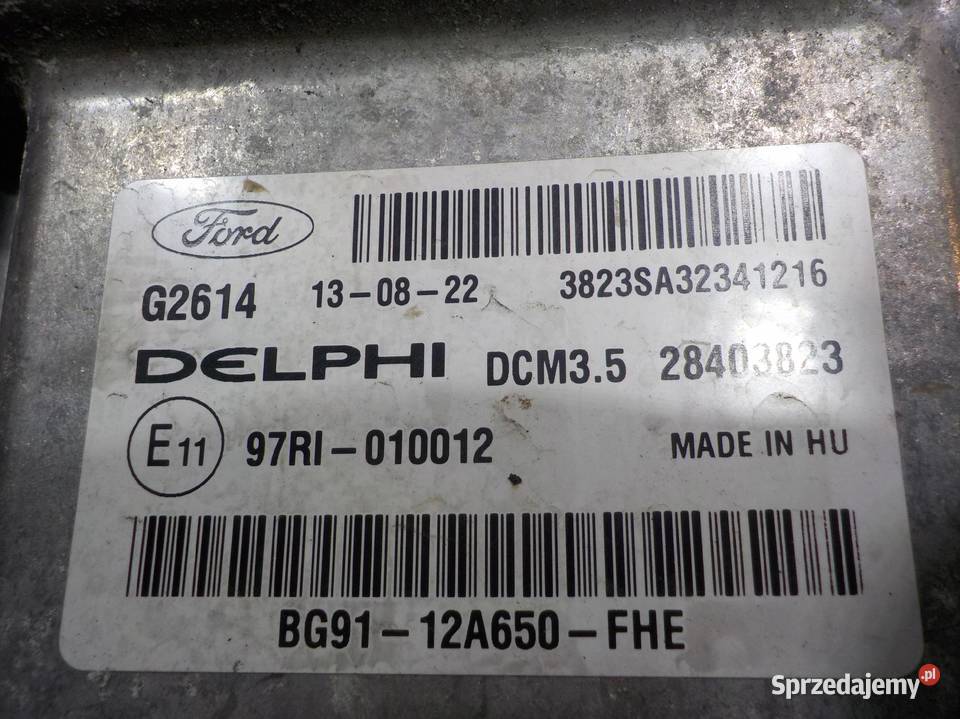 Ford
G2614 13-08-22 3823SA32341216
DELPHI DCM3.5 28403823
E11 97RI-010012 MADE IN HU
BG91-12A650-FHE
Sprzedajemy.pl